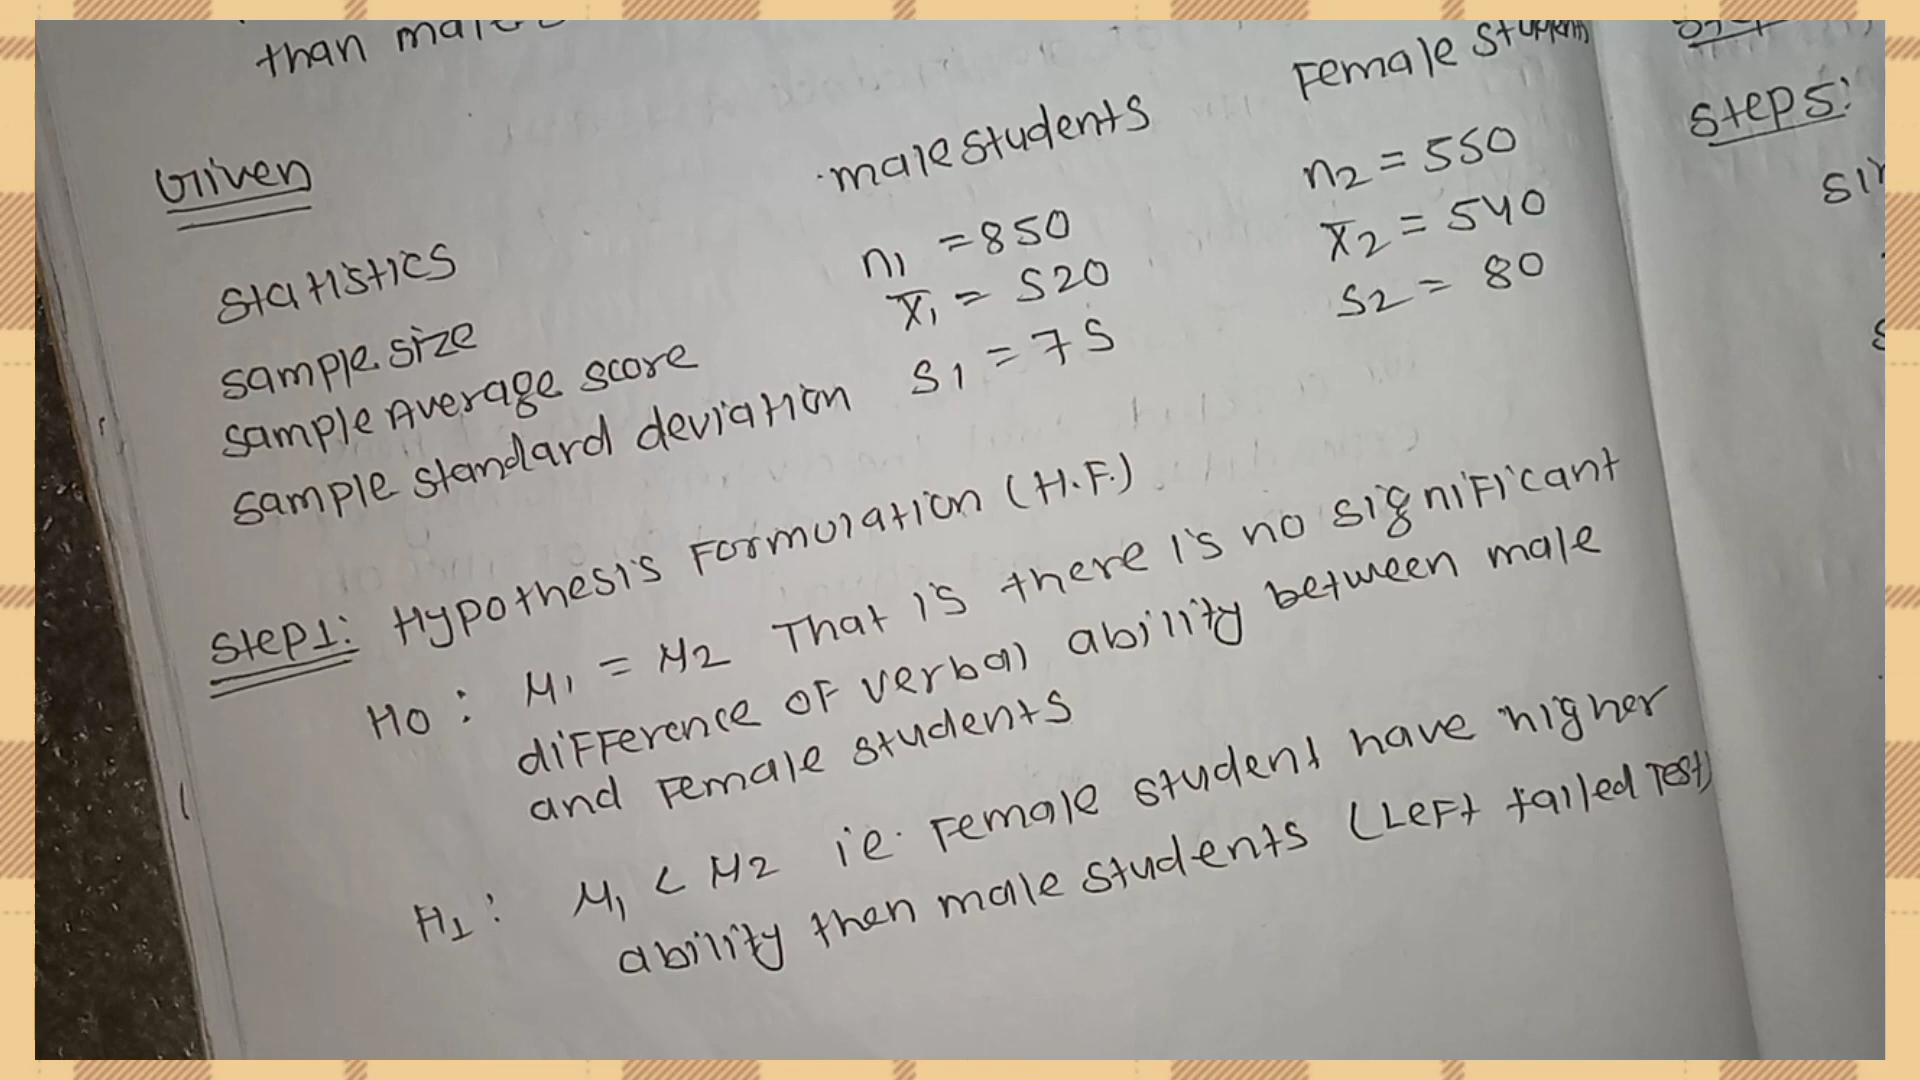 than male
Given
Statistics male students Female students
sample size n1 = 850 n2 = 550
sample Average score x̄1 = 520 x̄2 = 540
sample standard deviation s1 = 75 s2 = 80
Step1: Hypothesis Formulation (H.F.)
H0 : μ1 = μ2 That is there is no significant
difference of verbal ability between male
and Female students
H1 : μ1 < μ2 ie. Female student have higher
ability then male students (Left tailed Test)
Step5: